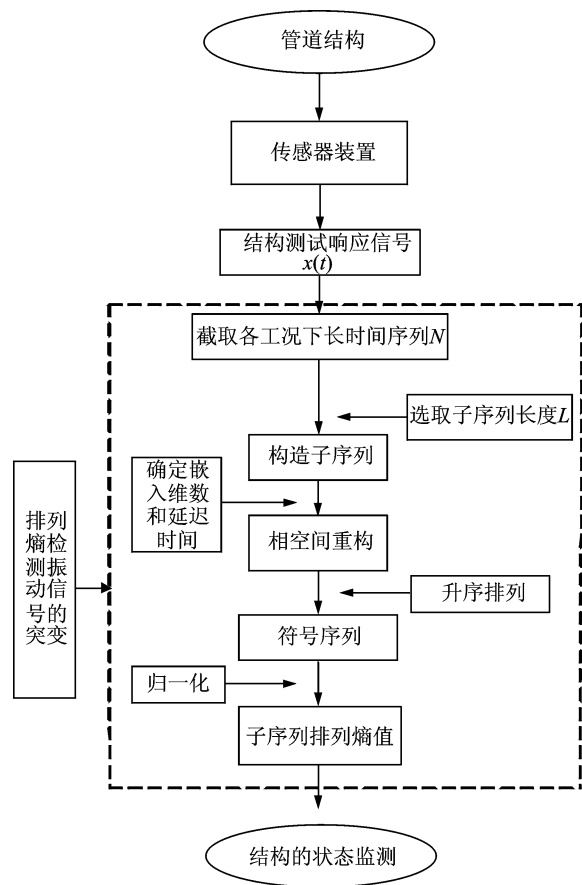 管道结构
传感器装置
结构测试响应信号
x(t)
截取各工况下长时间序列N
选取子序列长度L
构造子序列
确定嵌
入维数
和延迟
时间
相空间重构
排列
熵检
测振
动信
号的
突变
升序排列
符号序列
归一化
子序列排列熵值
结构的状态监测